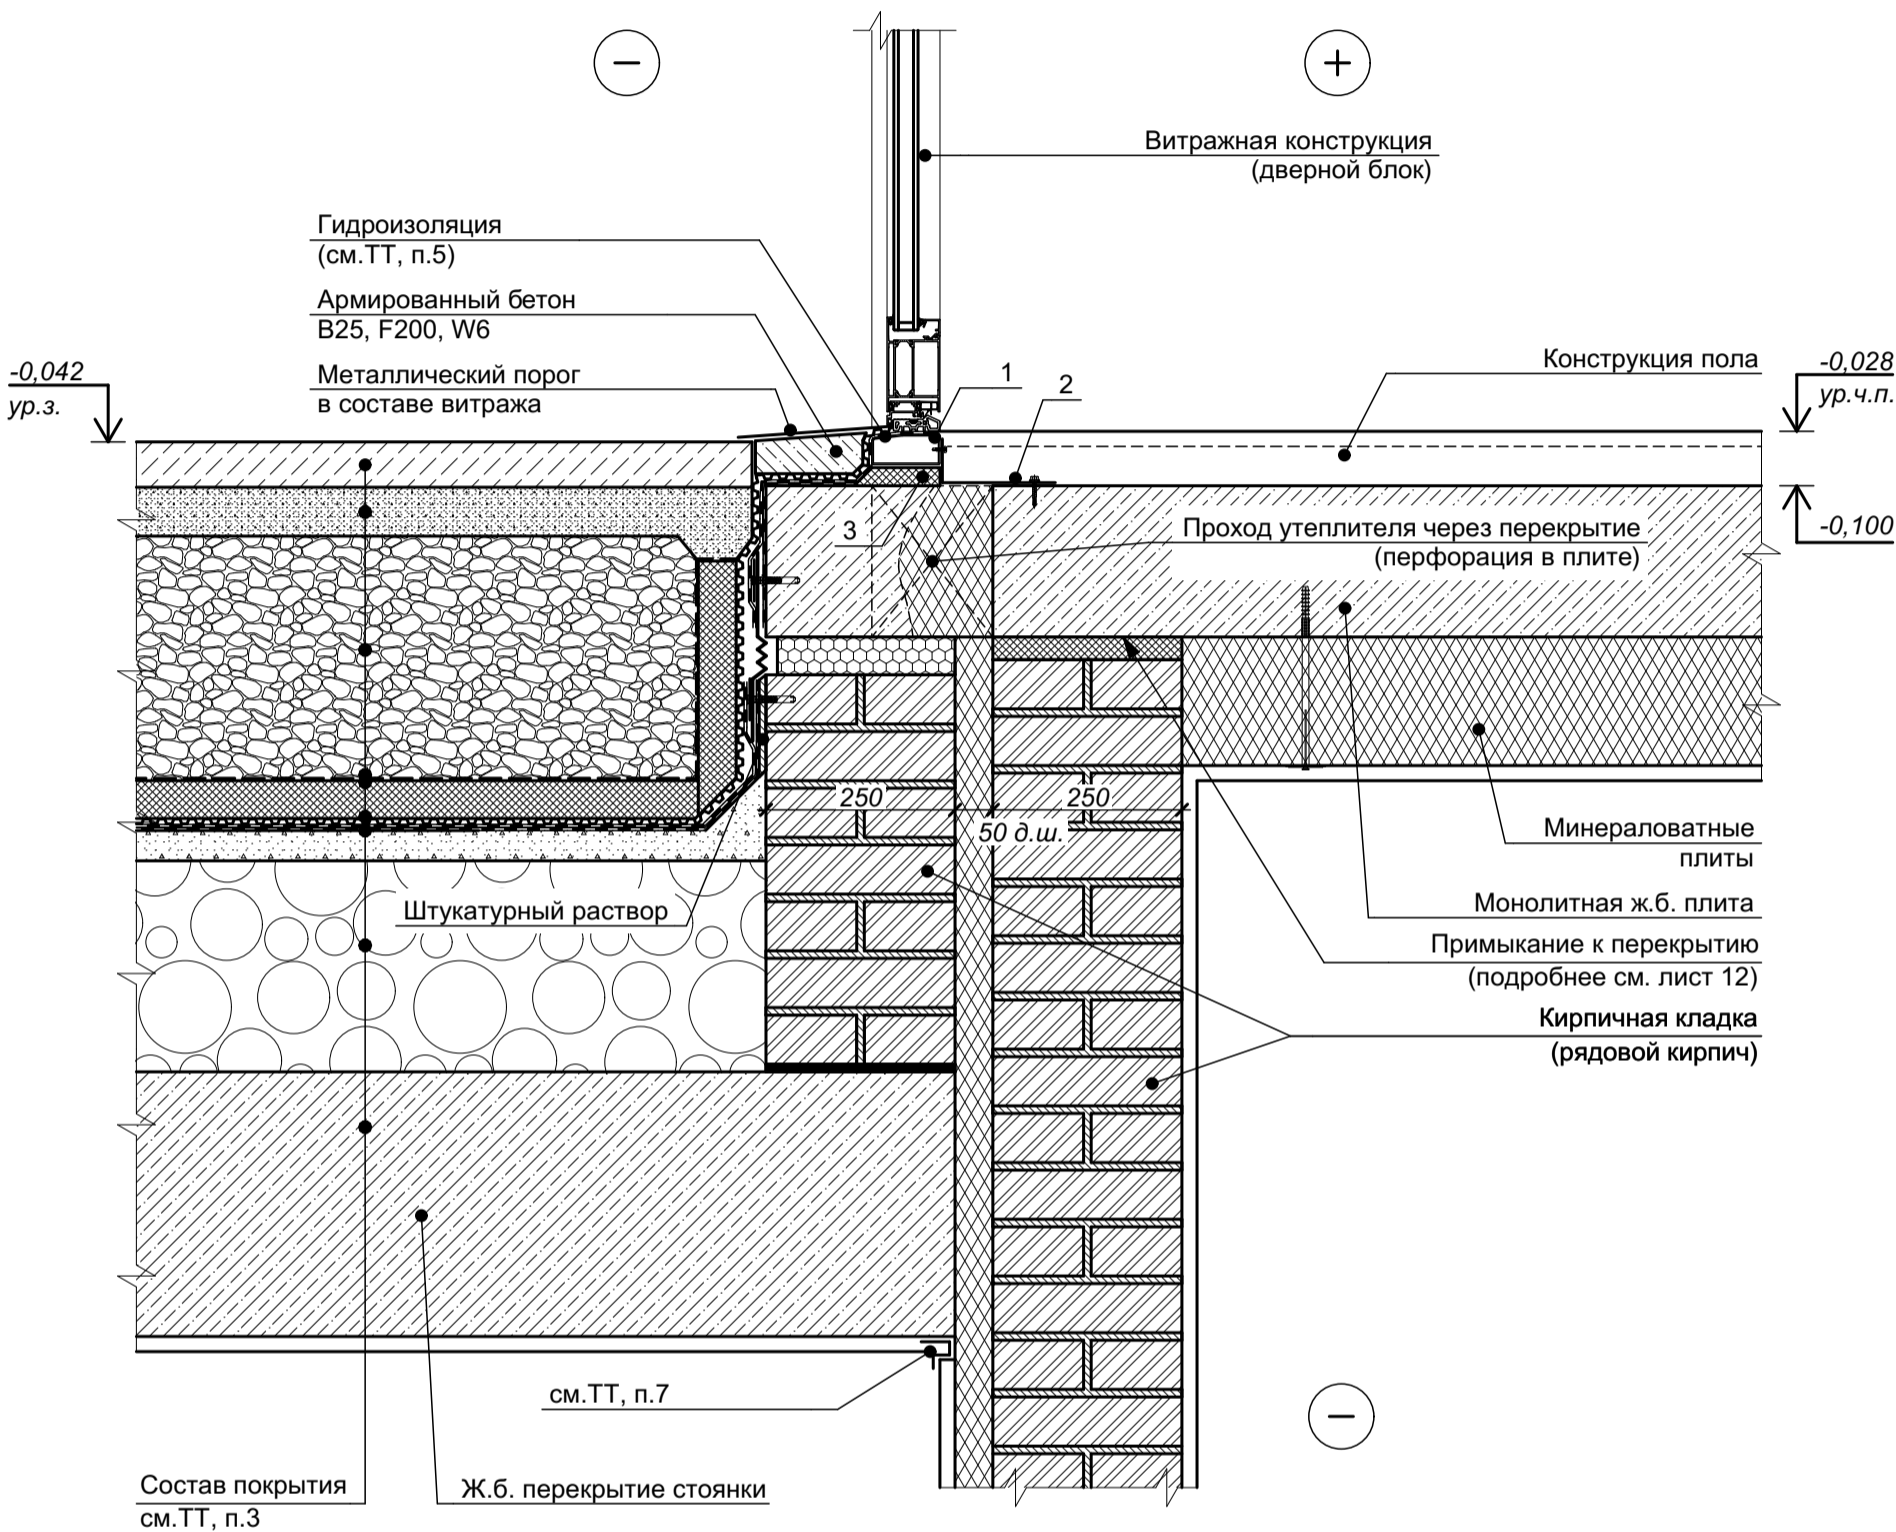 −
+
Витражная конструкция
(дверной блок)
Гидроизоляция
(см.ТТ, п.5)
Армированный бетон
B25, F200, W6
Металлический порог
в составе витража
-0,042
ур.з.
1
2
Конструкция пола
-0,028
ур.ч.п.
3
Проход утеплителя через перекрытие
(перфорация в плите)
-0,100
250
250
50 д.ш.
Минераловатные
плиты
Штукатурный раствор
Монолитная ж.б. плита
Примыкание к перекрытию
(подробнее см. лист 12)
Кирпичная кладка
(рядовой кирпич)
см.ТТ, п.7
−
Состав покрытия
см.ТТ, п.3
Ж.б. перекрытие стоянки